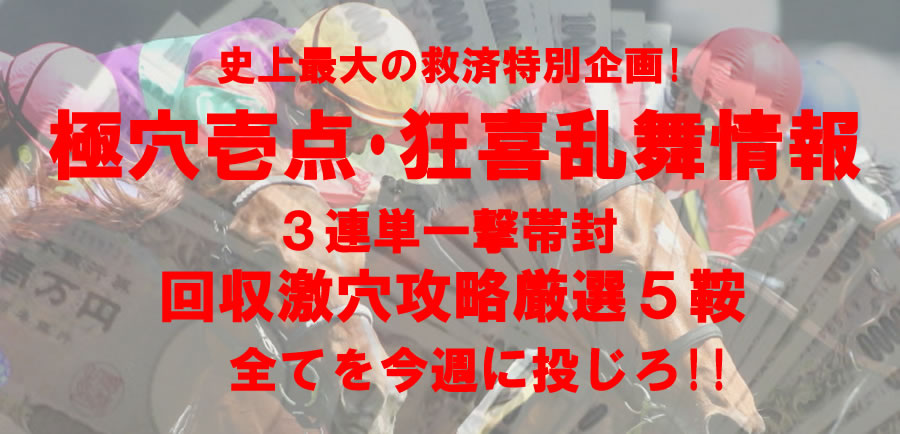 史上最大の救済特別企画!
極穴壱点・狂喜乱舞情報
3連単一撃帯封
回収激穴攻略厳選5鞍
全てを今週に投じろ!!